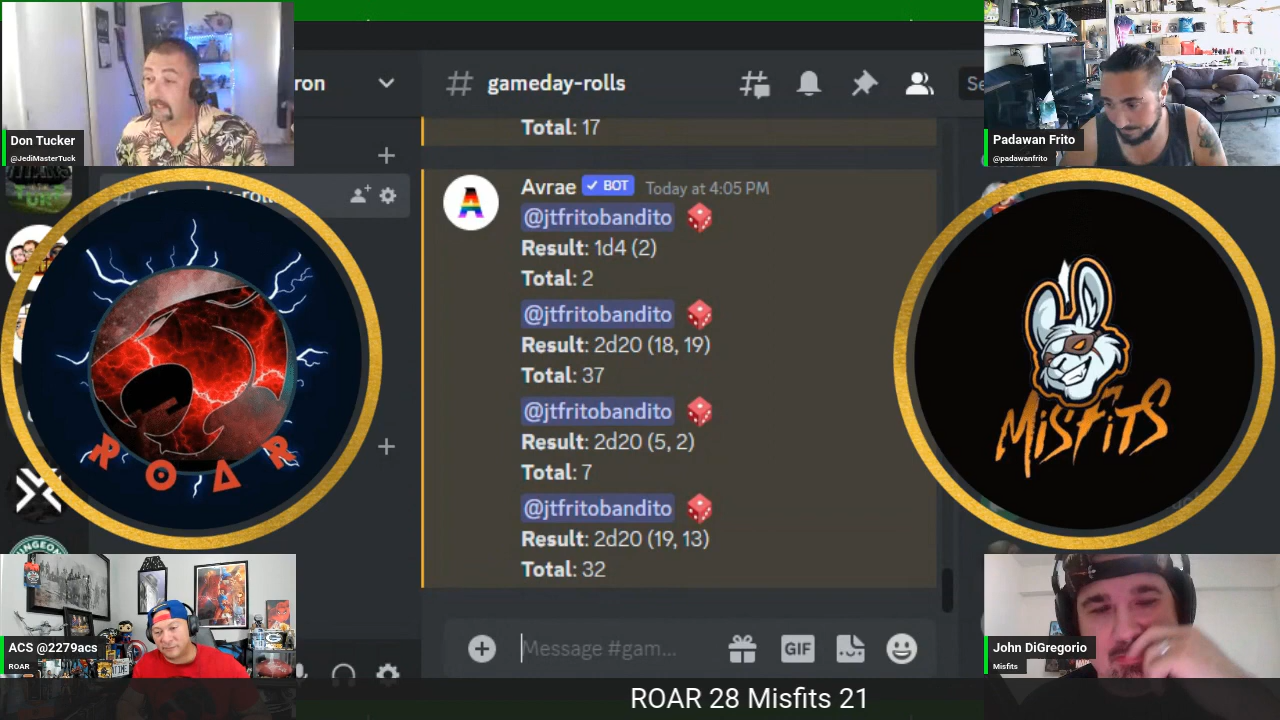 Don Tucker
@JediMasterTuck
ron
# gameday-rolls
Se
Padawan Frito
@padawanfrito
Total: 17
A
Avrae ✓ BOT Today at 4:05 PM
@jtfritobandito
Result: 1d4 (2)
Total: 2
@jtfritobandito
Result: 2d20 (18, 19)
Total: 37
@jtfritobandito
Result: 2d20 (5, 2)
Total: 7
@jtfritobandito
Result: 2d20 (19, 13)
Total: 32
ROAR
MiSFiTS
ACS @2279acs
ROAR
Message #gam...
GIF
John DiGregorio
Misfits
ROAR 28 Misfits 21